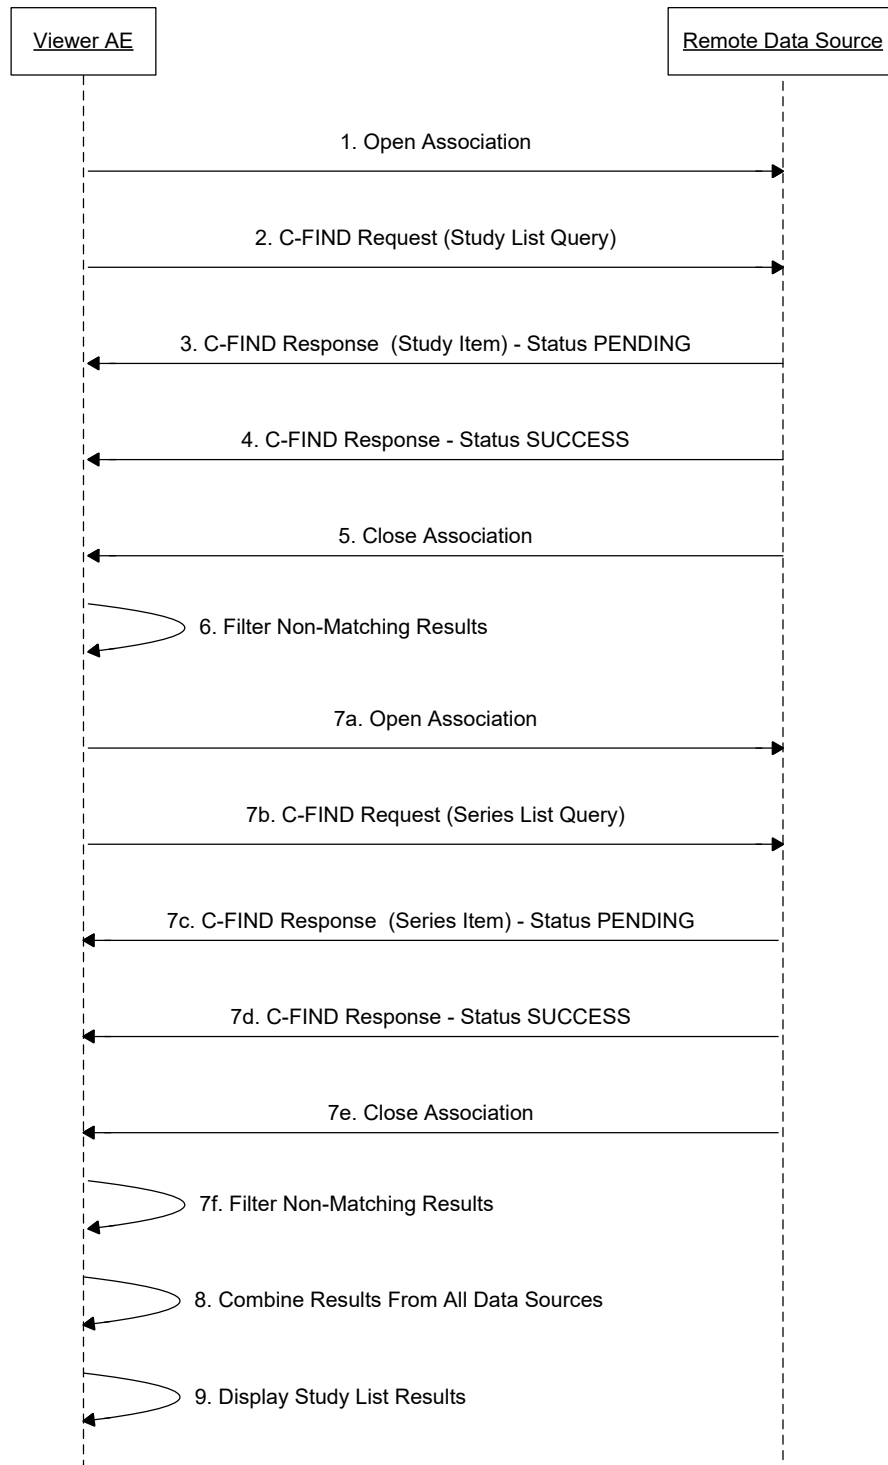 Viewer AE
Remote Data Source
1. Open Association
2. C-FIND Request (Study List Query)
3. C-FIND Response  (Study Item) - Status PENDING
4. C-FIND Response - Status SUCCESS
5. Close Association
6. Filter Non-Matching Results
7a. Open Association
7b. C-FIND Request (Series List Query)
7c. C-FIND Response  (Series Item) - Status PENDING
7d. C-FIND Response - Status SUCCESS
7e. Close Association
7f. Filter Non-Matching Results
8. Combine Results From All Data Sources
9. Display Study List Results